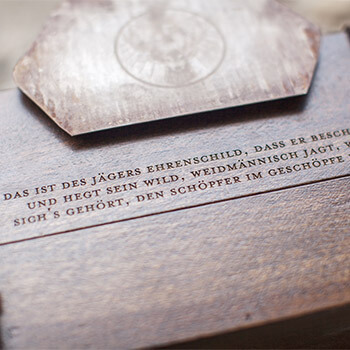 DAS IST DES JÄGERS EHRENSCHILD, DASS ER BESCH
UND HEGT SEIN WILD, WEIDMÄNNISCH JAGT, W
SICH'S GEHÖRT, DEN SCHÖPFER IM GESCHÖPFE